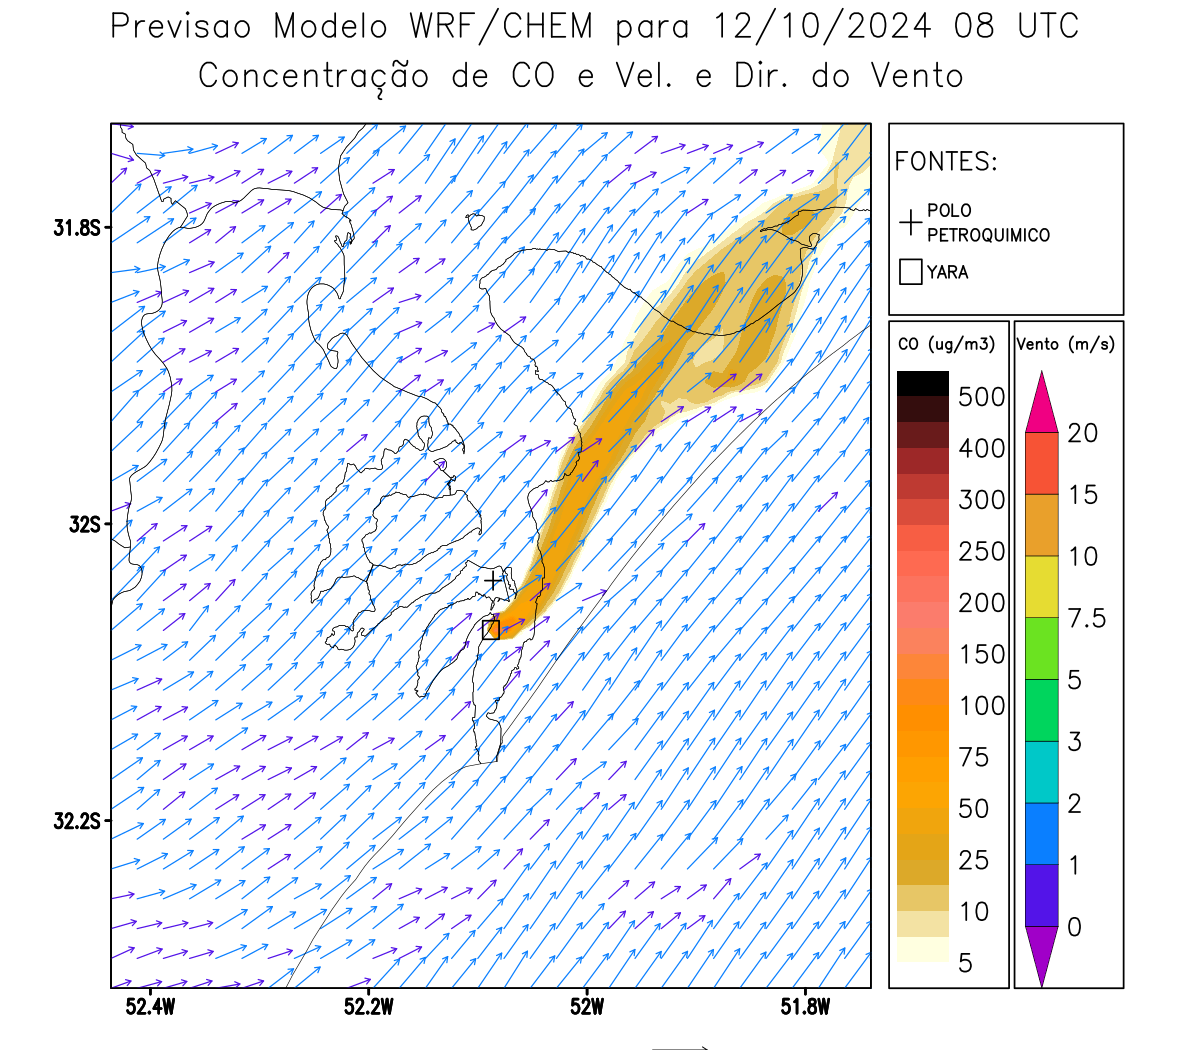 Previsao Modelo WRF/CHEM para 12/10/2024 08 UTC
Concentração de CO e Vel. e Dir. do Vento
FONTES:
POLO
PETROQUIMICO
YARA
CO (ug/m3)
500
400
300
250
200
150
100
75
50
25
10
5
Vento (m/s)
20
15
10
7.5
5
3
2
1
0
31.8S
32S
32.2S
52.4W
52.2W
52W
51.8W